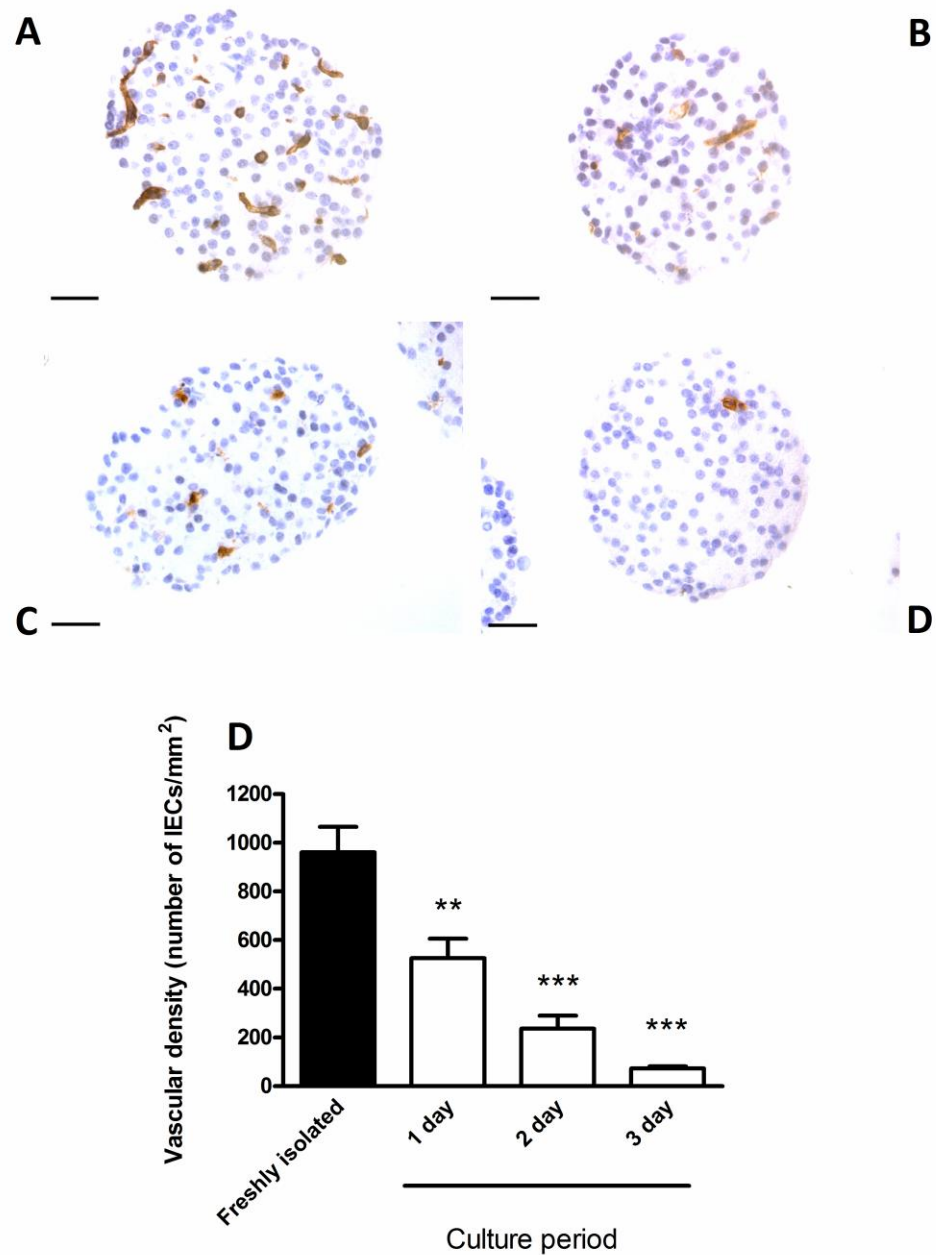 A
B
C
D
D
Vascular density (number of IECs/mm²)
1200
1000
800
600
400
200
0
**
***
***
Freshly isolated
1 day
2 day
3 day
Culture period